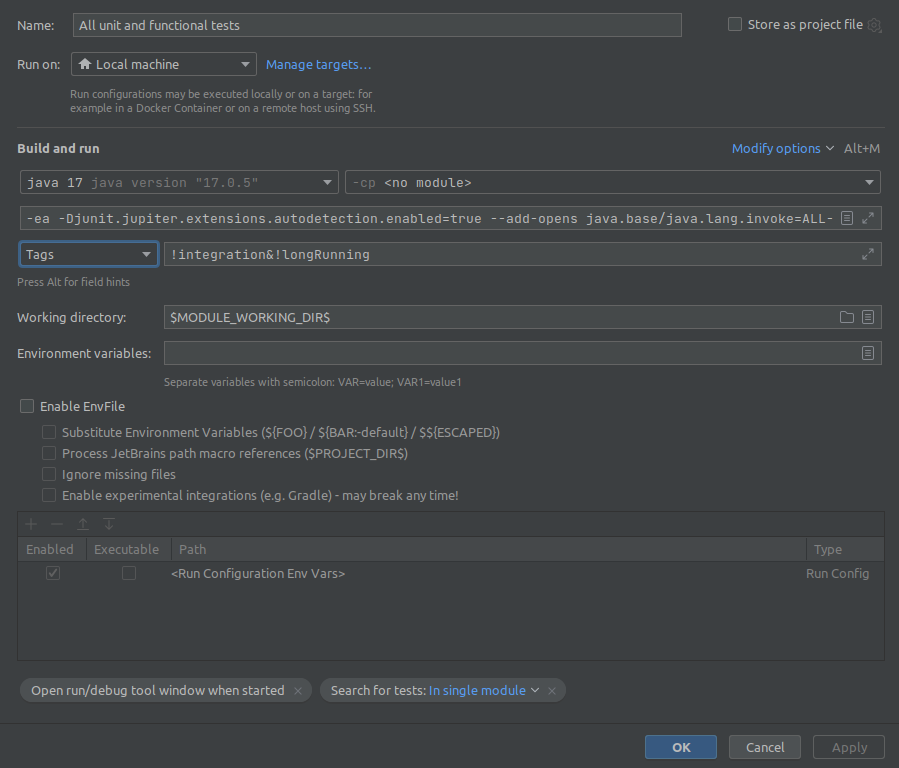 Name: All unit and functional tests Store as project file
Run on: Local machine Manage targets...
Run configurations may be executed locally or on a target: for
example in a Docker Container or on a remote host using SSH.
Build and run Modify options Alt+M
java 17 java version "17.0.5" -cp <no module>
-ea -Djunit.jupiter.extensions.autodetection.enabled=true --add-opens java.base/java.lang.invoke=ALL-
Tags !integration&!longRunning
Press Alt for field hints
Working directory: $MODULE_WORKING_DIR$
Environment variables:
Separate variables with semicolon: VAR=value; VAR1=value1
Enable EnvFile
Substitute Environment Variables (${FOO} / ${BAR:-default} / $${ESCAPED})
Process JetBrains path macro references ($PROJECT_DIR$)
Ignore missing files
Enable experimental integrations (e.g. Gradle) - may break any time!
Enabled Executable Path Type
<Run Configuration Env Vars> Run Config
Open run/debug tool window when started × Search for tests: In single module ×
OK Cancel Apply